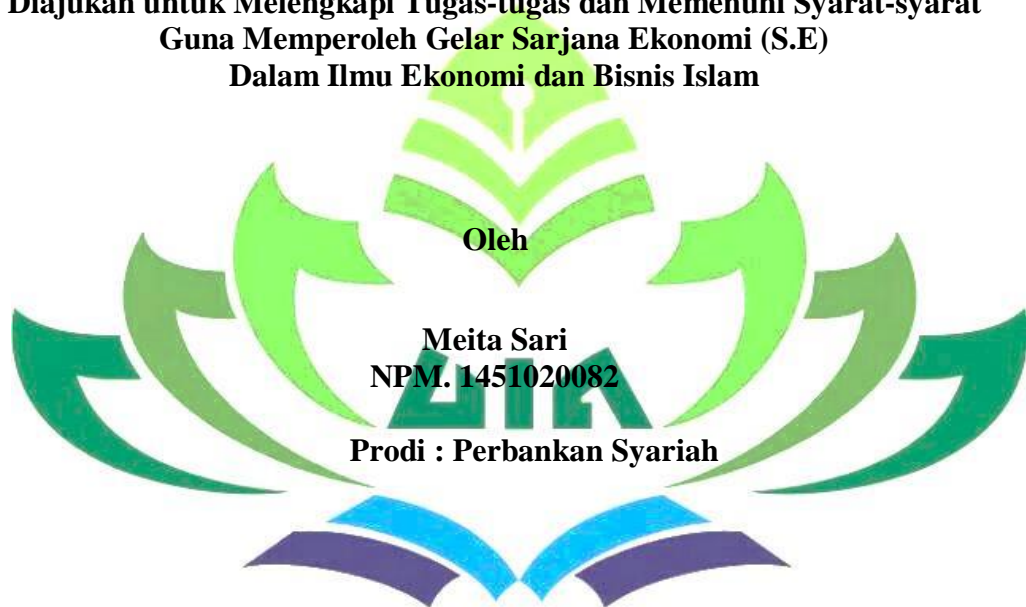 Diajukan untuk Melengkapi Tugas-tugas dan Memenuhi Syarat-syarat
Guna Memperoleh Gelar Sarjana Ekonomi (S.E)
Dalam Ilmu Ekonomi dan Bisnis Islam
Oleh
Meita Sari
NPM. 1451020082
Prodi : Perbankan Syariah